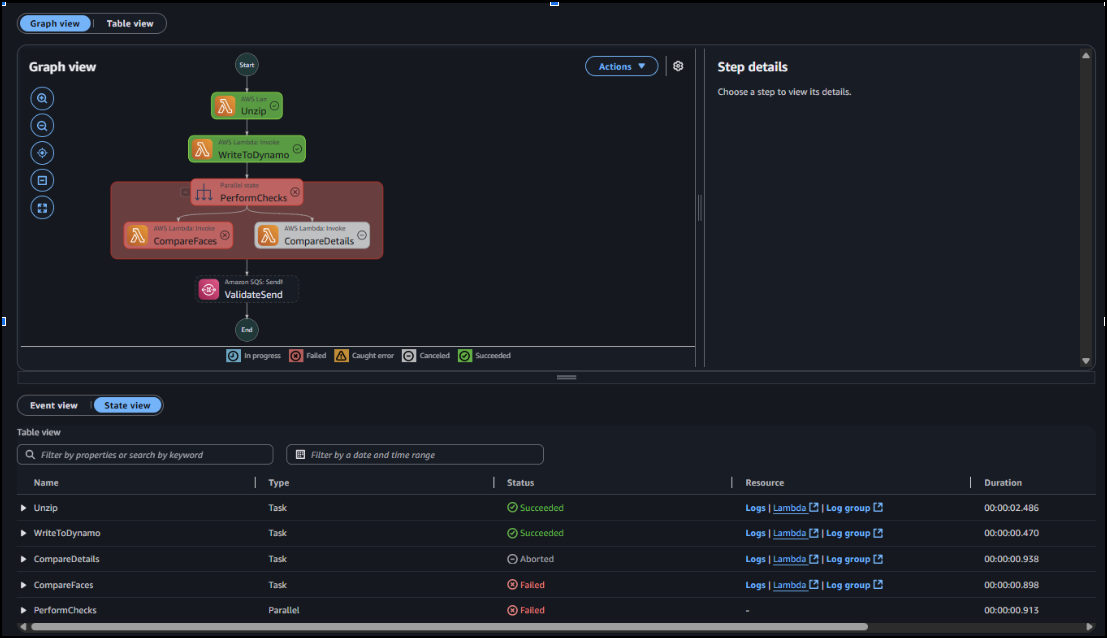 Graph view
Table view
Graph view
Start
Actions
Step details
Choose a step to view its details.
AWS Lam
Unzip
AWS Lambda: Invoke
WriteToDynamo
Parallel state
PerformChecks
AWS Lambda: Invoke
CompareFaces
AWS Lambda: Invoke
CompareDetails
Amazon SQS:
ValidateSend
End
In progress
Failed
Caught error
Canceled
Succeeded
Event view
State view
Table view
Filter by properties or search by keyword
Filter by a date and time range
Name Type Status Resource Duration
Unzip Task Succeeded Logs | Lambda | Log group 00:00:02.486
WriteToDynamo Task Succeeded Logs | Lambda | Log group 00:00:00.470
CompareDetails Task Aborted Logs | Lambda | Log group 00:00:00.938
CompareFaces Task Failed Logs | Lambda | Log group 00:00:00.898
PerformChecks Parallel Failed - 00:00:00.913